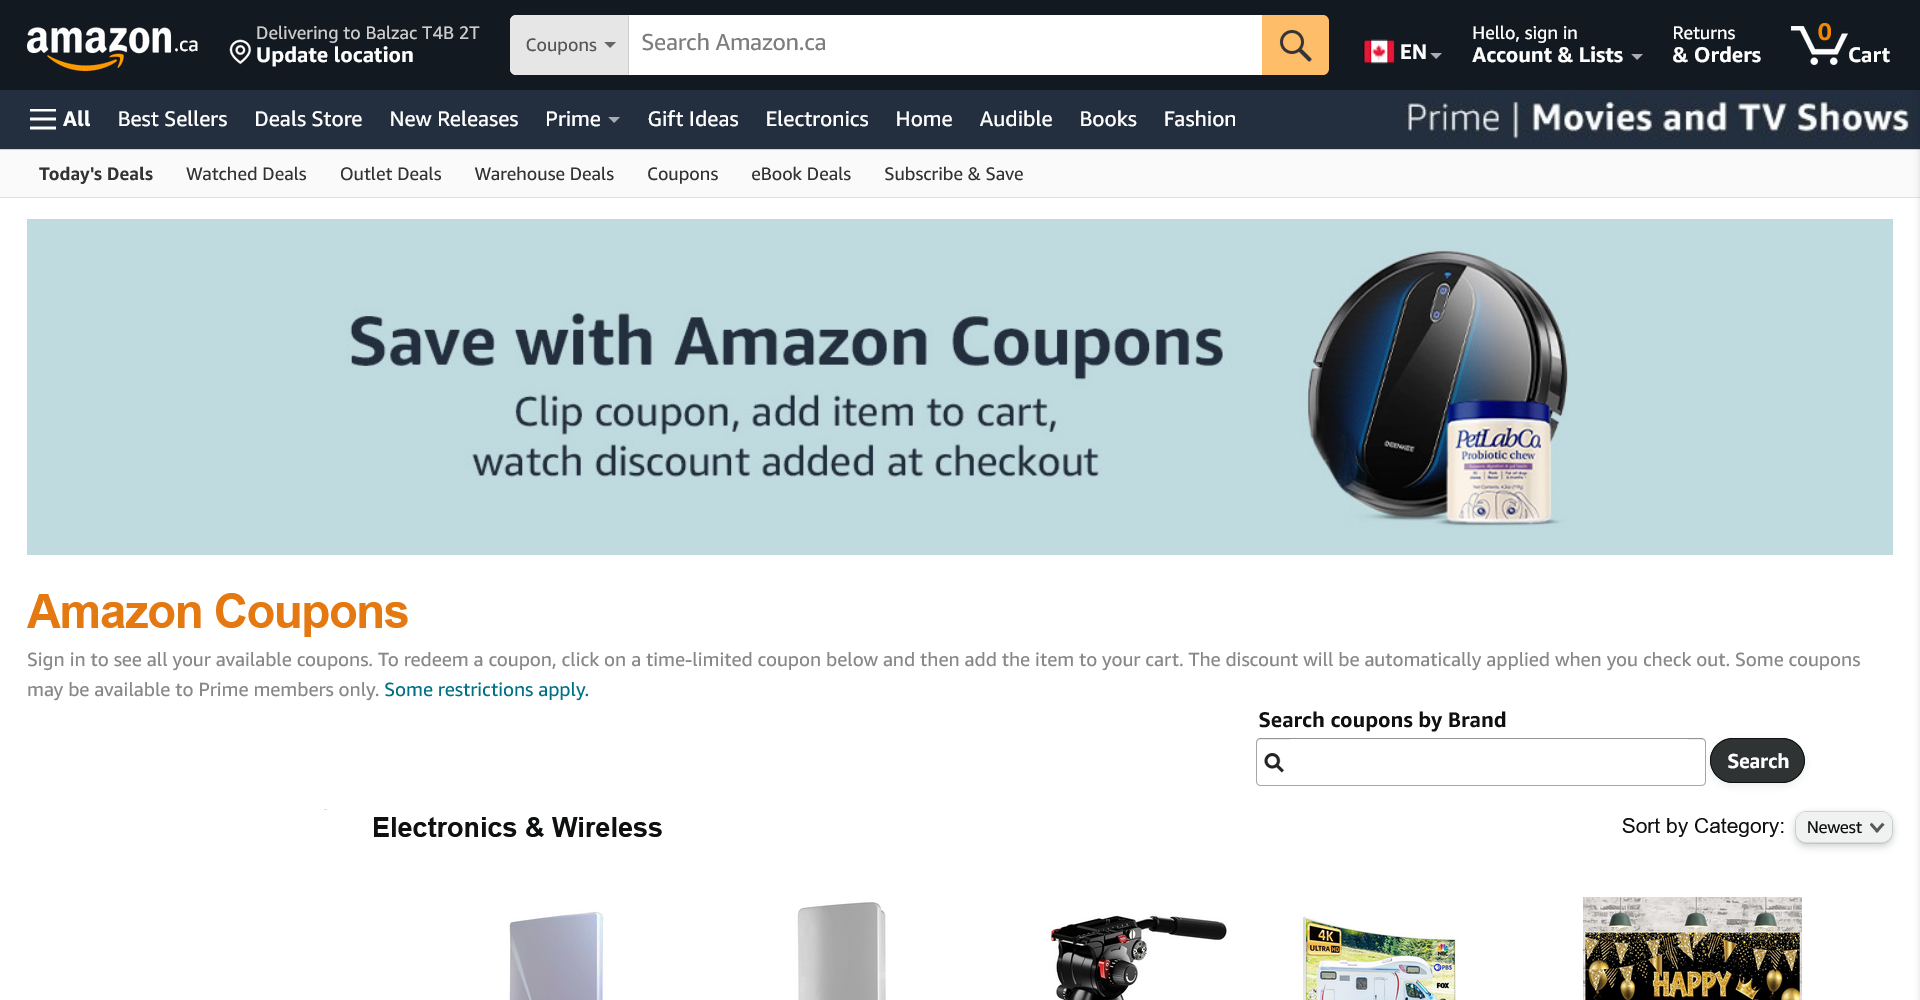 amazon.ca
Delivering to Balzac T4B 2T
Update location
Coupons
Search Amazon.ca
EN
Hello, sign in
Account & Lists
Returns
& Orders
0
Cart
All
Best Sellers
Deals Store
New Releases
Prime
Gift Ideas
Electronics
Home
Audible
Books
Fashion
Prime | Movies and TV Shows
Today's Deals
Watched Deals
Outlet Deals
Warehouse Deals
Coupons
eBook Deals
Subscribe & Save
Save with Amazon Coupons
Clip coupon, add item to cart,
watch discount added at checkout
PetLabCo.
Probiotic chew
Amazon Coupons
Sign in to see all your available coupons. To redeem a coupon, click on a time-limited coupon below and then add the item to your cart. The discount will be automatically applied when you check out. Some coupons
may be available to Prime members only. Some restrictions apply.
Search coupons by Brand
Search
Electronics & Wireless
Sort by Category:
Newest
4K
ULTRA HD
PBS
FOX
HAPPY